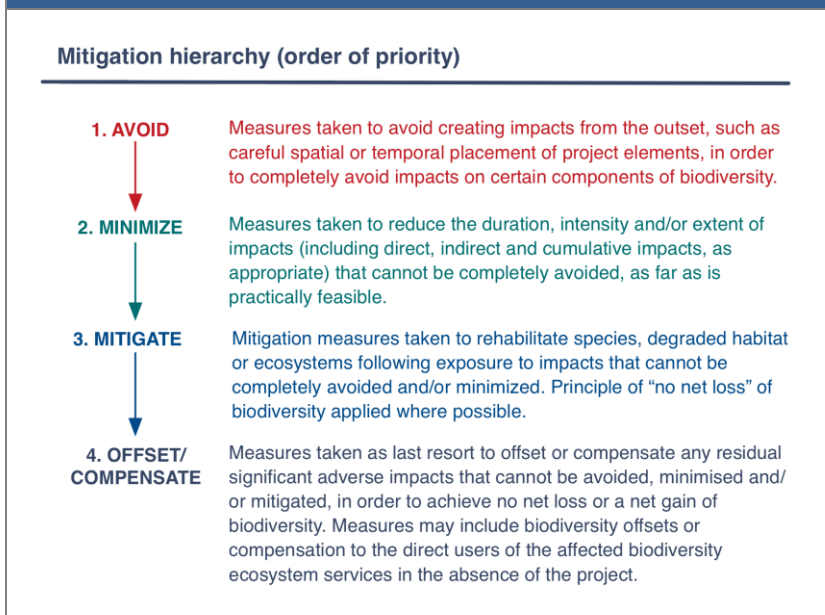 Mitigation hierarchy (order of priority)
1. AVOID
Measures taken to avoid creating impacts from the outset, such as
careful spatial or temporal placement of project elements, in order
to completely avoid impacts on certain components of biodiversity.
2. MINIMIZE
Measures taken to reduce the duration, intensity and/or extent of
impacts (including direct, indirect and cumulative impacts, as
appropriate) that cannot be completely avoided, as far as is
practically feasible.
3. MITIGATE
Mitigation measures taken to rehabilitate species, degraded habitat
or ecosystems following exposure to impacts that cannot be
completely avoided and/or minimized. Principle of “no net loss” of
biodiversity applied where possible.
4. OFFSET/
COMPENSATE
Measures taken as last resort to offset or compensate any residual
significant adverse impacts that cannot be avoided, minimised and/
or mitigated, in order to achieve no net loss or a net gain of
biodiversity. Measures may include biodiversity offsets or
compensation to the direct users of the affected biodiversity
ecosystem services in the absence of the project.